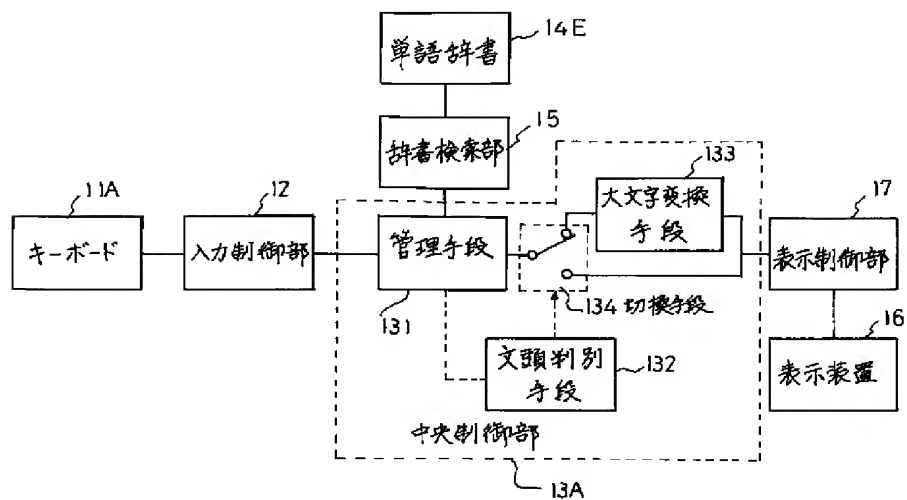 14E
単語辞書
15
辞書検索部
133
大文字変換
手段
11A
キーボード
12
入力制御部
管理手段
131
134 切換手段
17
表示制御部
16
表示装置
文頭判別
手段
132
中央制御部
13A